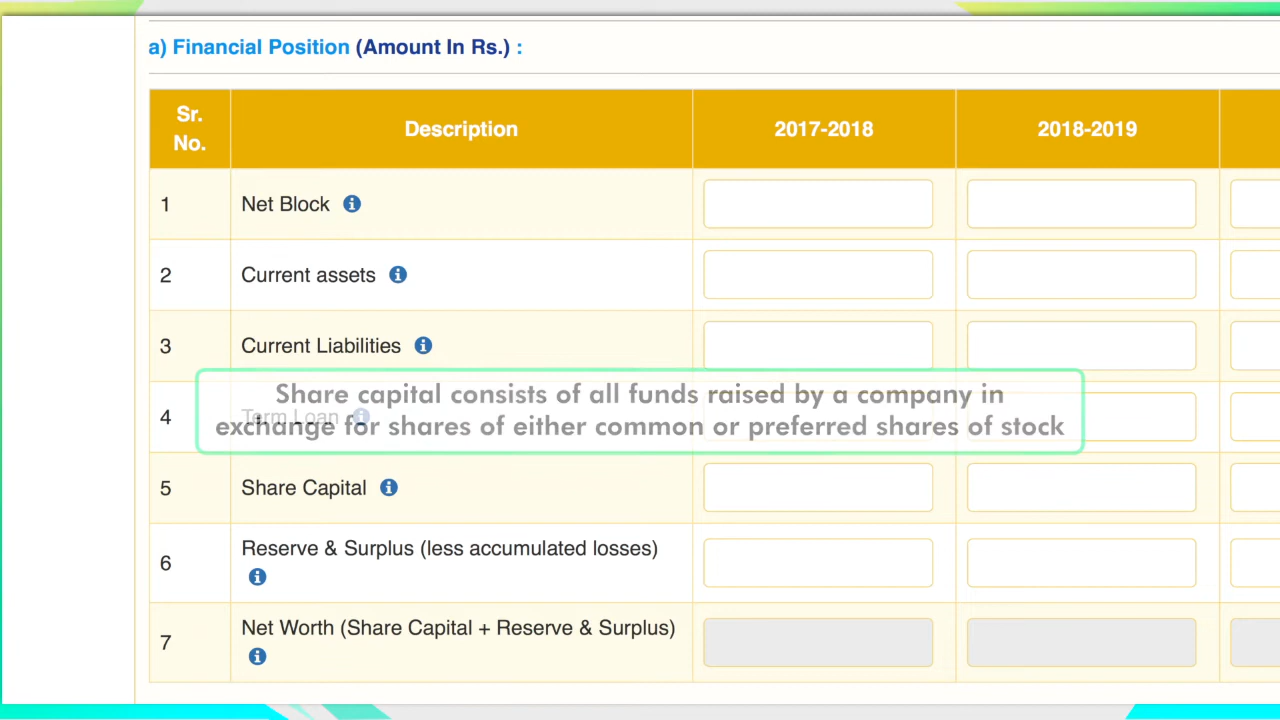 a) Financial Position (Amount In Rs.) :
Sr.
No.
Description
2017-2018
2018-2019
1
Net Block
2
Current assets
3
Current Liabilities
4
Term Loan
Share capital consists of all funds raised by a company in
exchange for shares of either common or preferred shares of stock
5
Share Capital
6
Reserve & Surplus (less accumulated losses)
7
Net Worth (Share Capital + Reserve & Surplus)